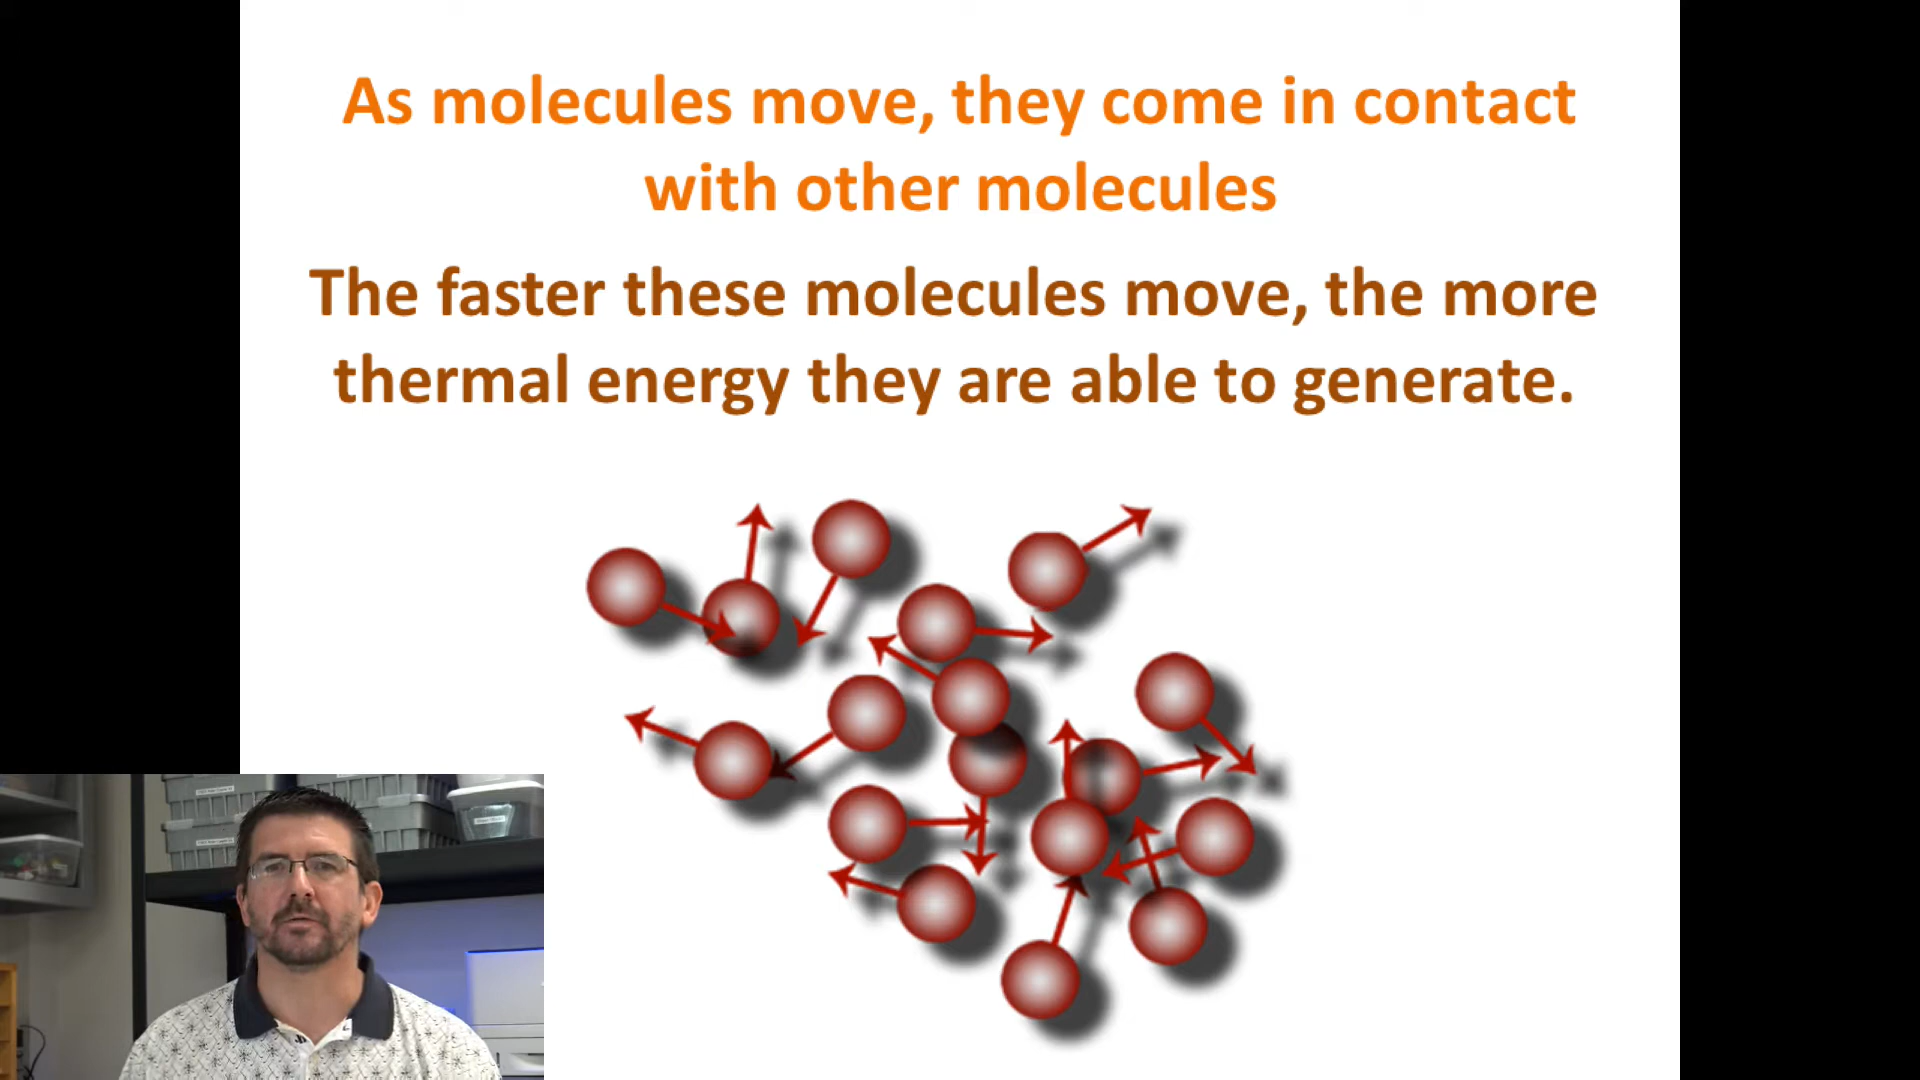 As molecules move, they come in contact
with other molecules
The faster these molecules move, the more
thermal energy they are able to generate.